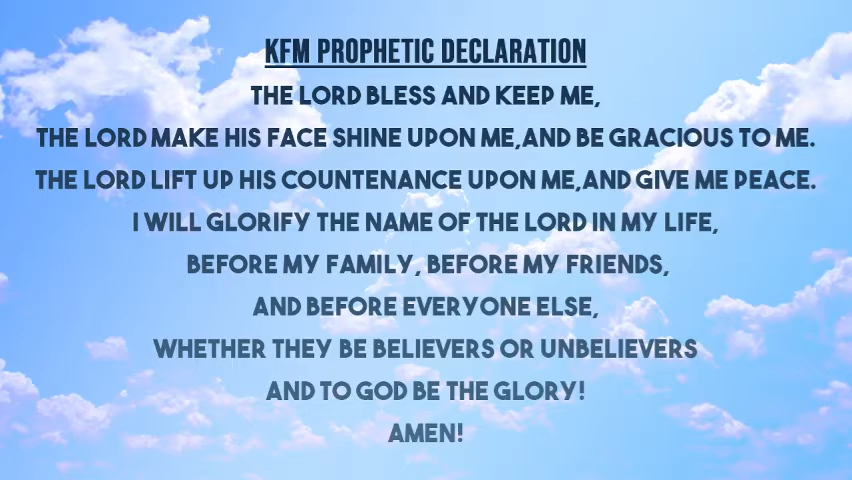 KFM PROPHETIC DECLARATION
THE LORD BLESS AND KEEP ME,
THE LORD MAKE HIS FACE SHINE UPON ME,AND BE GRACIOUS TO ME.
THE LORD LIFT UP HIS COUNTENANCE UPON ME,AND GIVE ME PEACE.
I WILL GLORIFY THE NAME OF THE LORD IN MY LIFE,
BEFORE MY FAMILY, BEFORE MY FRIENDS,
AND BEFORE EVERYONE ELSE,
WHETHER THEY BE BELIEVERS OR UNBELIEVERS
AND TO GOD BE THE GLORY!
AMEN!